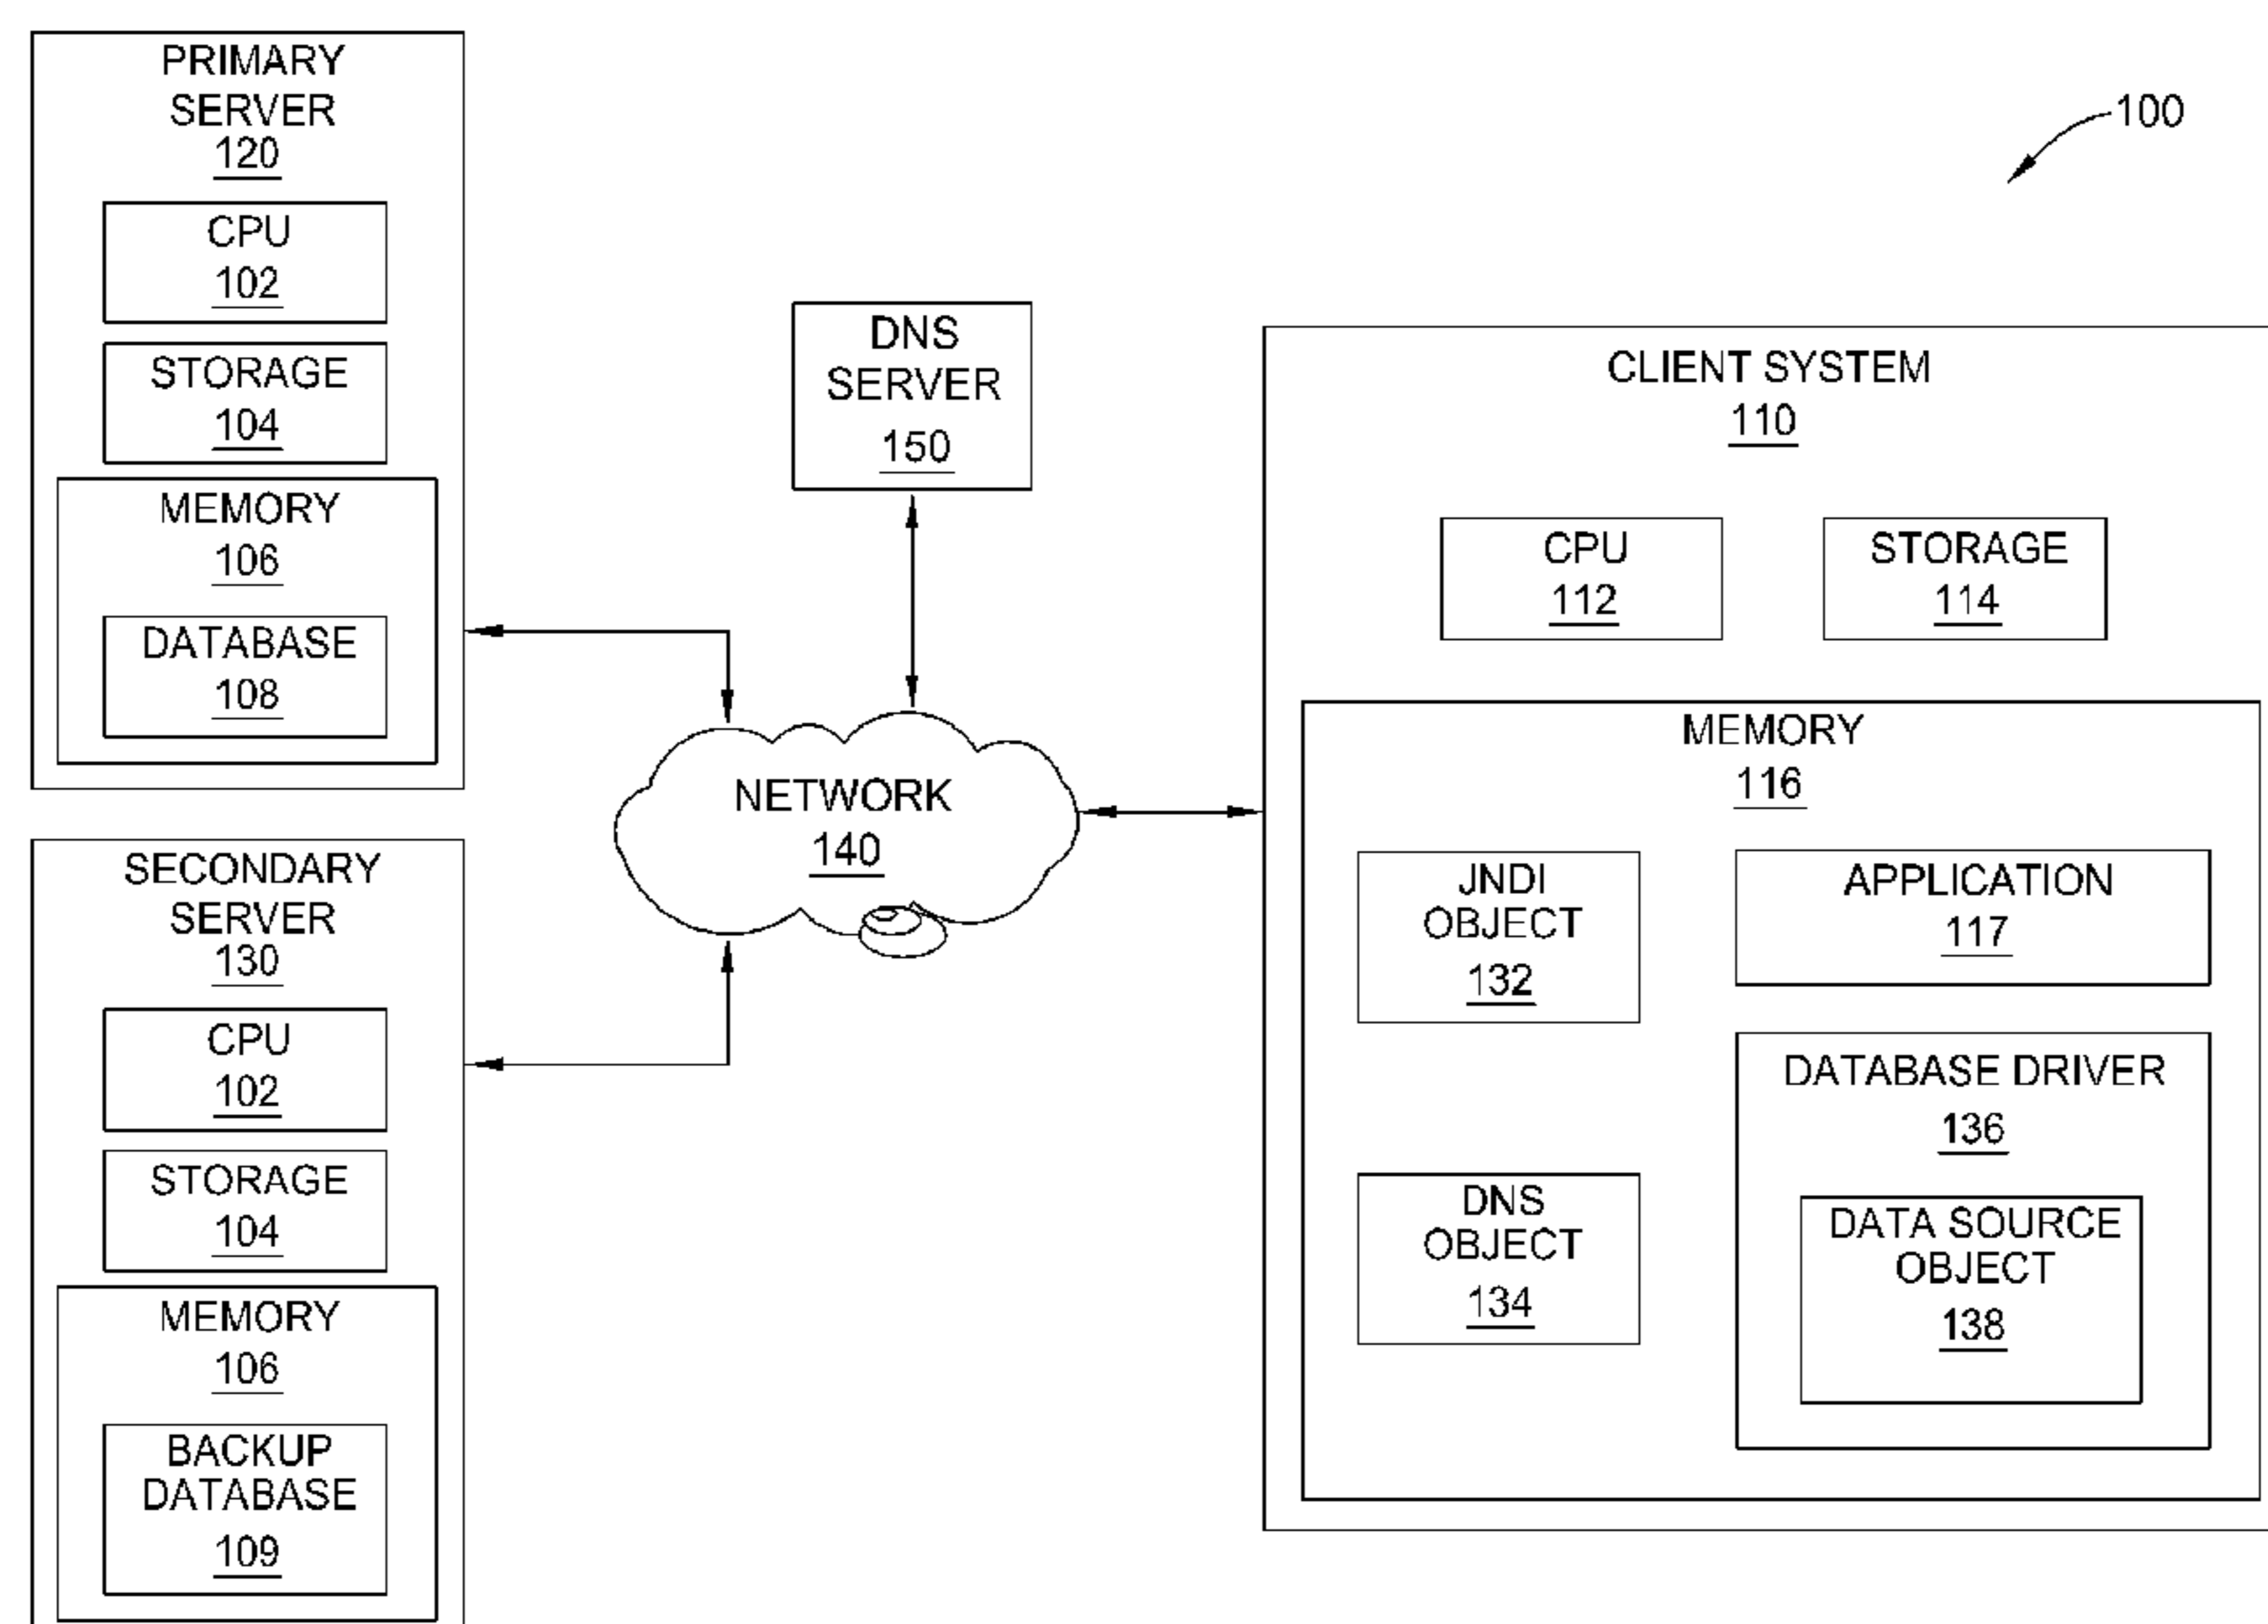 PRIMARY
SERVER
120
CPU
102
STORAGE
104
MEMORY
106
DATABASE
108
SECONDARY
SERVER
130
CPU
102
STORAGE
104
MEMORY
106
BACKUP
DATABASE
109
DNS
SERVER
150
NETWORK
140
100
CLIENT SYSTEM
110
CPU
112
STORAGE
114
MEMORY
116
JNDI
OBJECT
132
APPLICATION
117
DNS
OBJECT
134
DATABASE DRIVER
136
DATA SOURCE
OBJECT
138